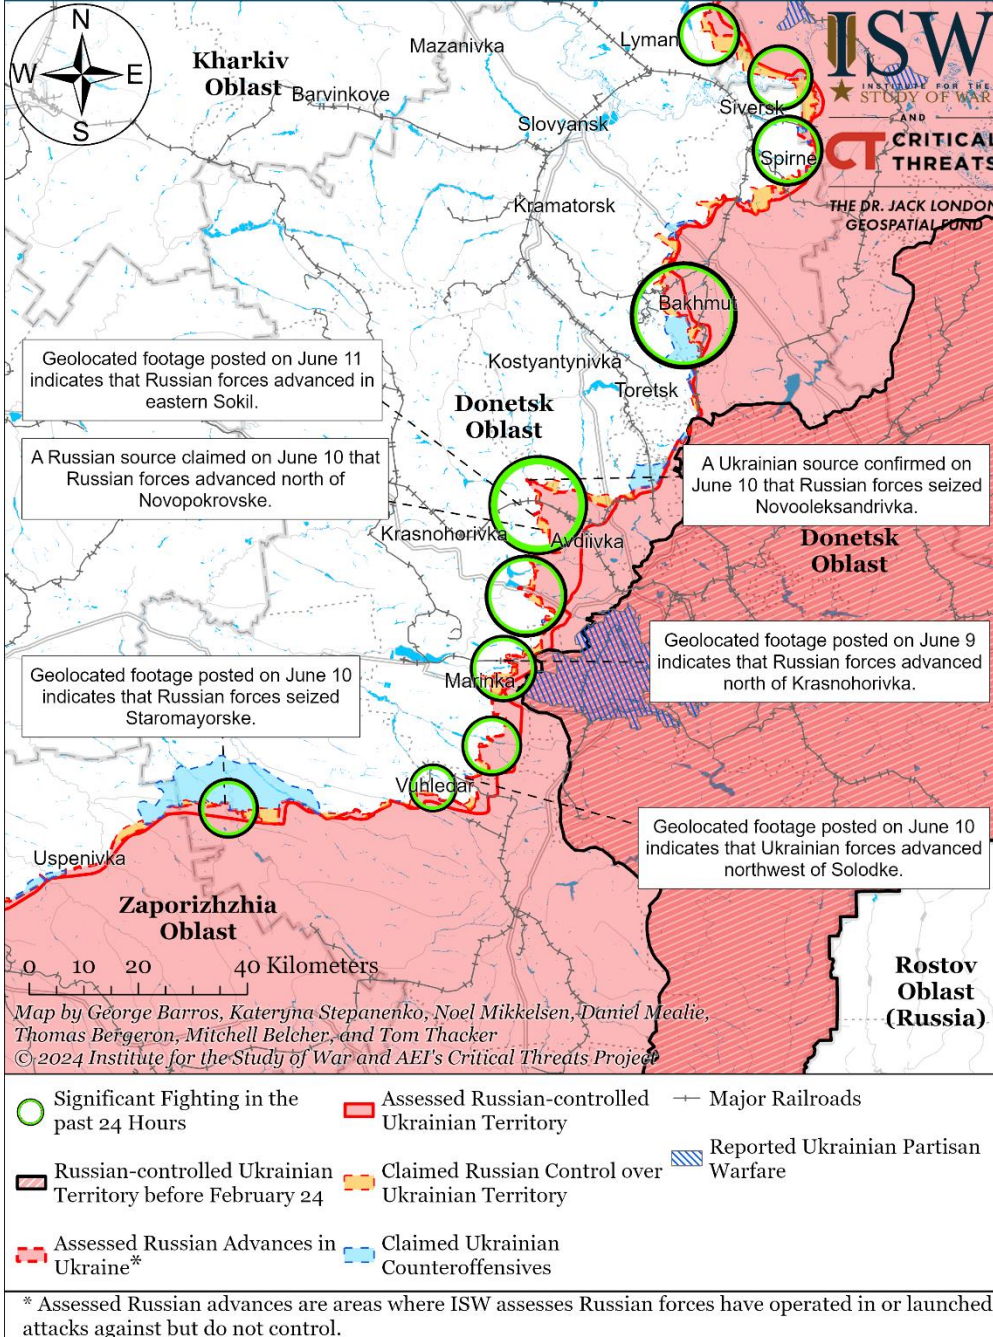 N
W
E
S
Kharkiv
Oblast
Mazanivka
Barvinkove
Lyman
Siversk
Slovyansk
Spirne
Kramatorsk
ISW
INSTITUTE FOR THE
STUDY OF WAR
AND
CT CRITICAL
THREATS
THE DR. JACK LONDON
GEOSPATIAL FUND
Bakhmut
Kostyantynivka
Toretsk
Donetsk
Oblast
Geolocated footage posted on June 11
indicates that Russian forces advanced in
eastern Sokil.
A Russian source claimed on June 10 that
Russian forces advanced north of
Novopokrovske.
A Ukrainian source confirmed on
June 10 that Russian forces seized
Novooleksandrivka.
Krasnohorivka
Avdiivka
Donetsk
Oblast
Geolocated footage posted on June 9
indicates that Russian forces advanced
north of Krasnohorivka.
Geolocated footage posted on June 10
indicates that Russian forces seized
Staromayorske.
Marinka
Vuhledar
Geolocated footage posted on June 10
indicates that Ukrainian forces advanced
northwest of Solodke.
Uspenivka
Zaporizhzhia
Oblast
Rostov
Oblast
(Russia)
0 10 20 40 Kilometers
Map by George Barros, Kateryna Stepanenko, Noel Mikkelsen, Daniel Mealie,
Thomas Bergeron, Mitchell Belcher, and Tom Thacker
© 2024 Institute for the Study of War and AEI's Critical Threats Project
Significant Fighting in the
past 24 Hours
Russian-controlled Ukrainian
Territory before February 24
Assessed Russian Advances in
Ukraine*
Assessed Russian-controlled
Ukrainian Territory
Claimed Russian Control over
Ukrainian Territory
Claimed Ukrainian
Counteroffensives
Major Railroads
Reported Ukrainian Partisan
Warfare
* Assessed Russian advances are areas where ISW assesses Russian forces have operated in or launched
attacks against but do not control.